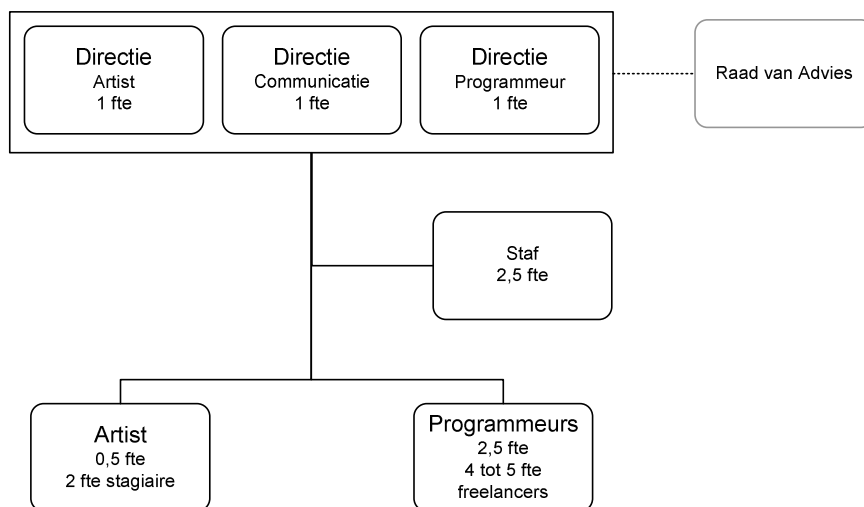 Directie
Artist
1 fte
Directie
Communicatie
1 fte
Directie
Programmeur
1 fte
Raad van Advies
Staf
2,5 fte
Artist
0,5 fte
2 fte stagiaire
Programmeurs
2,5 fte
4 tot 5 fte
freelancers